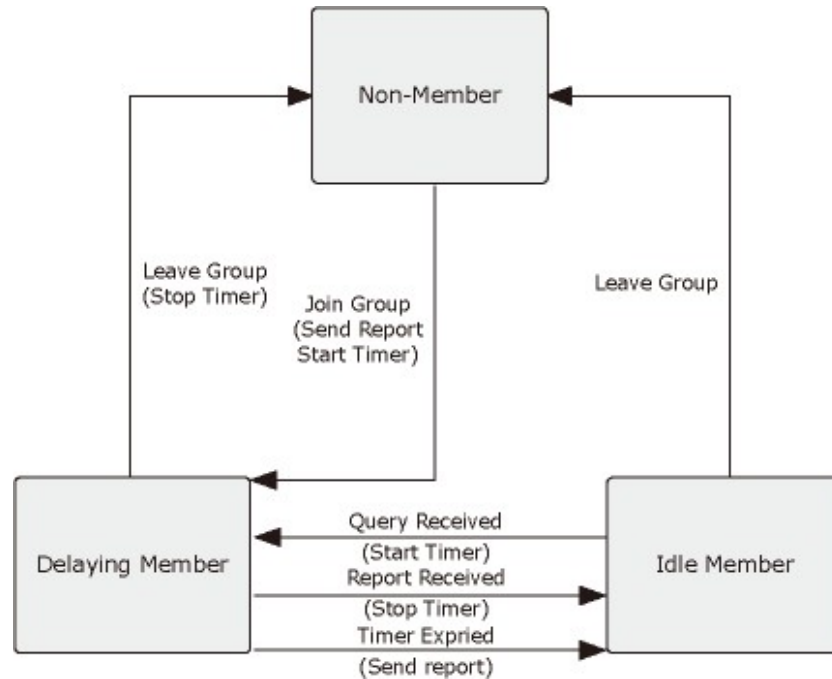 Non-Member
Leave Group
(Stop Timer)
Join Group
(Send Report
Start Timer)
Leave Group
Delaying Member
Query Received
(Start Timer)
Report Received
(Stop Timer)
Timer Expried
(Send report)
Idle Member